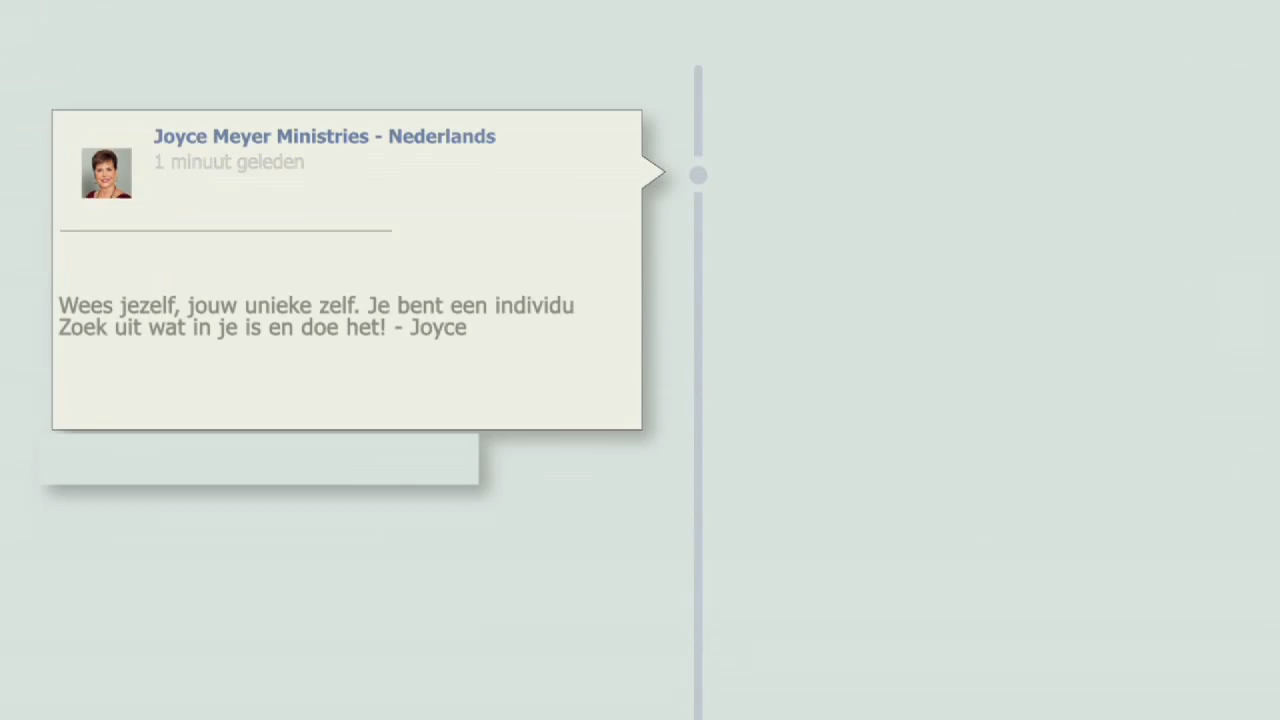 Joyce Meyer Ministries - Nederlands
1 minuut geleden
Wees jezelf, jouw unieke zelf. Je bent een individu
Zoek uit wat in je is en doe het! - Joyce